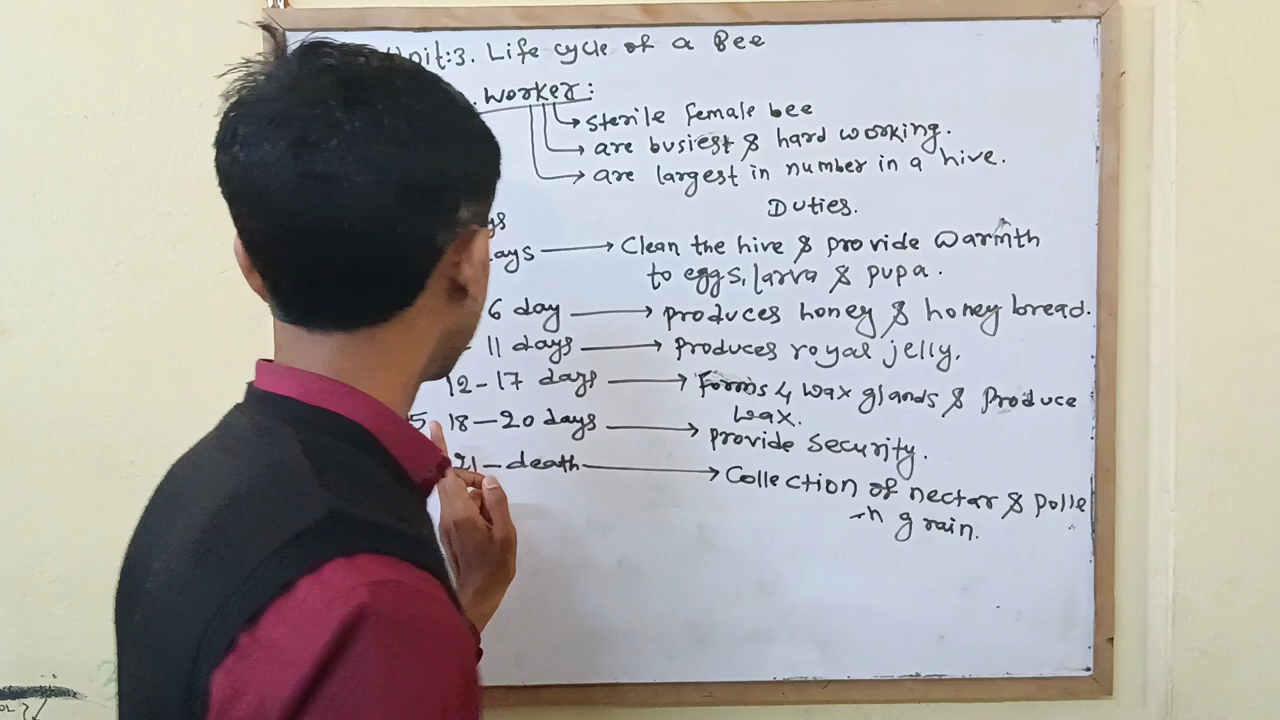 Unit:3. Life cycle of a Bee
Worker:
sterile female bee
are busiest & hard working.
are largest in number in a hive.
Duties.
ays Clean the hive & provide warmth
to eggs, larva & pupa.
6 day produces honey & honey bread.
11 days produces royal jelly.
12-17 days Forms 4 wax glands & produce
wax.
5. 18-20 days provide security.
21-death Collection of nectar & polle
-n grain.